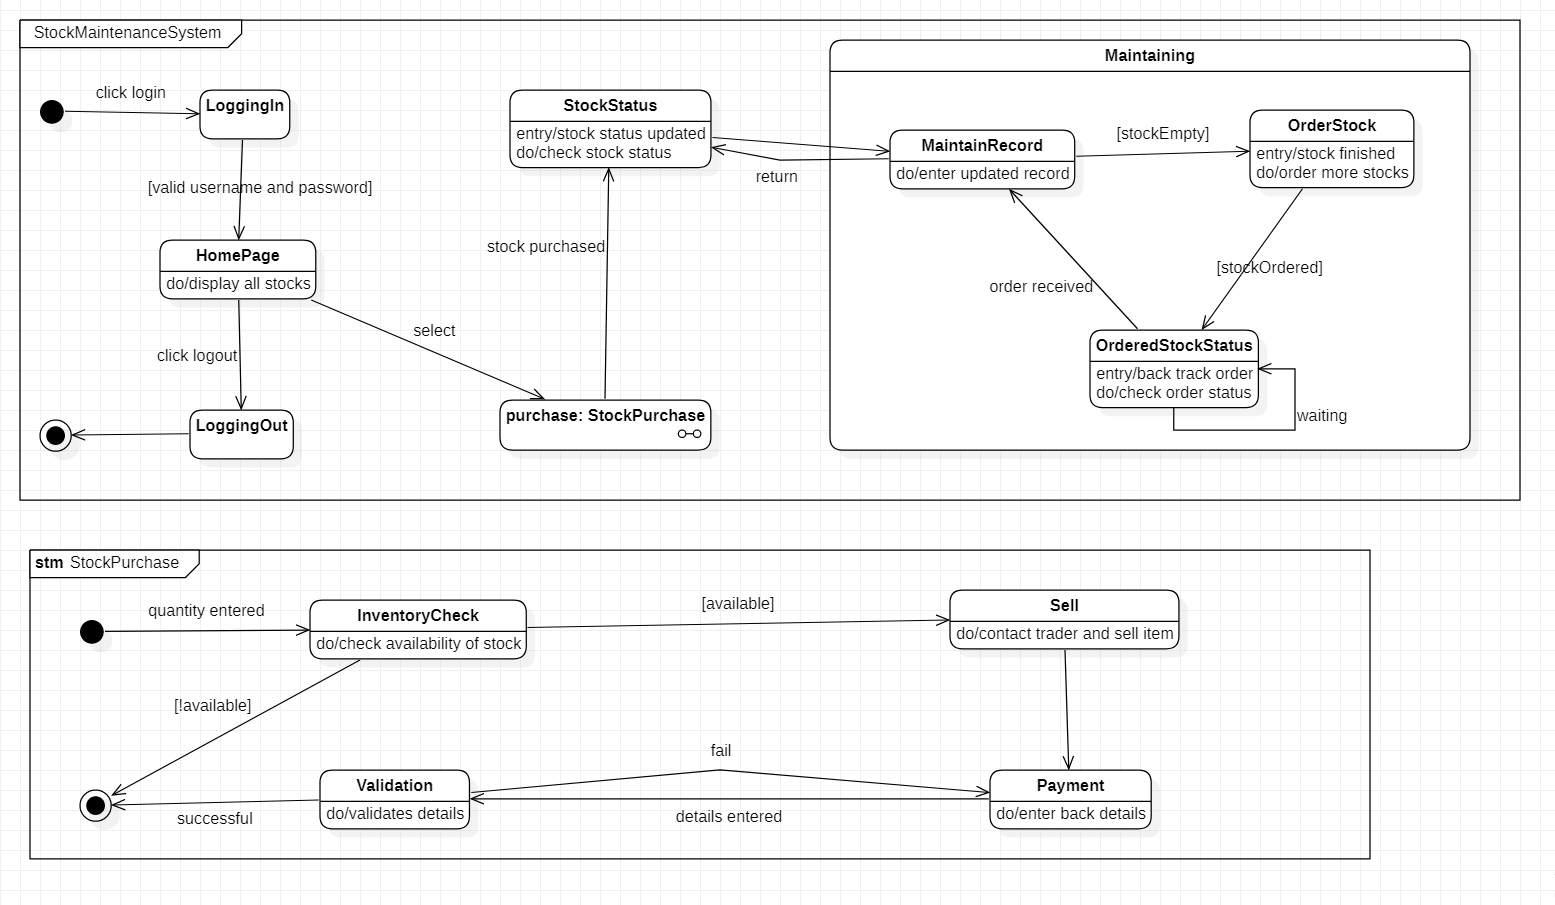 StockMaintenanceSystem
Maintaining
click login
LoggingIn
StockStatus
entry/stock status updated
do/check stock status
MaintainRecord
do/enter updated record
[stockEmpty]
OrderStock
entry/stock finished
do/order more stocks
return
[valid username and password]
HomePage
do/display all stocks
stock purchased
order received
[stockOrdered]
select
click logout
OrderedStockStatus
entry/back track order
do/check order status
waiting
LoggingOut
purchase: StockPurchase
stm StockPurchase
quantity entered
InventoryCheck
do/check availability of stock
[available]
Sell
do/contact trader and sell item
[!available]
fail
Validation
do/validates details
Payment
do/enter back details
successful
details entered